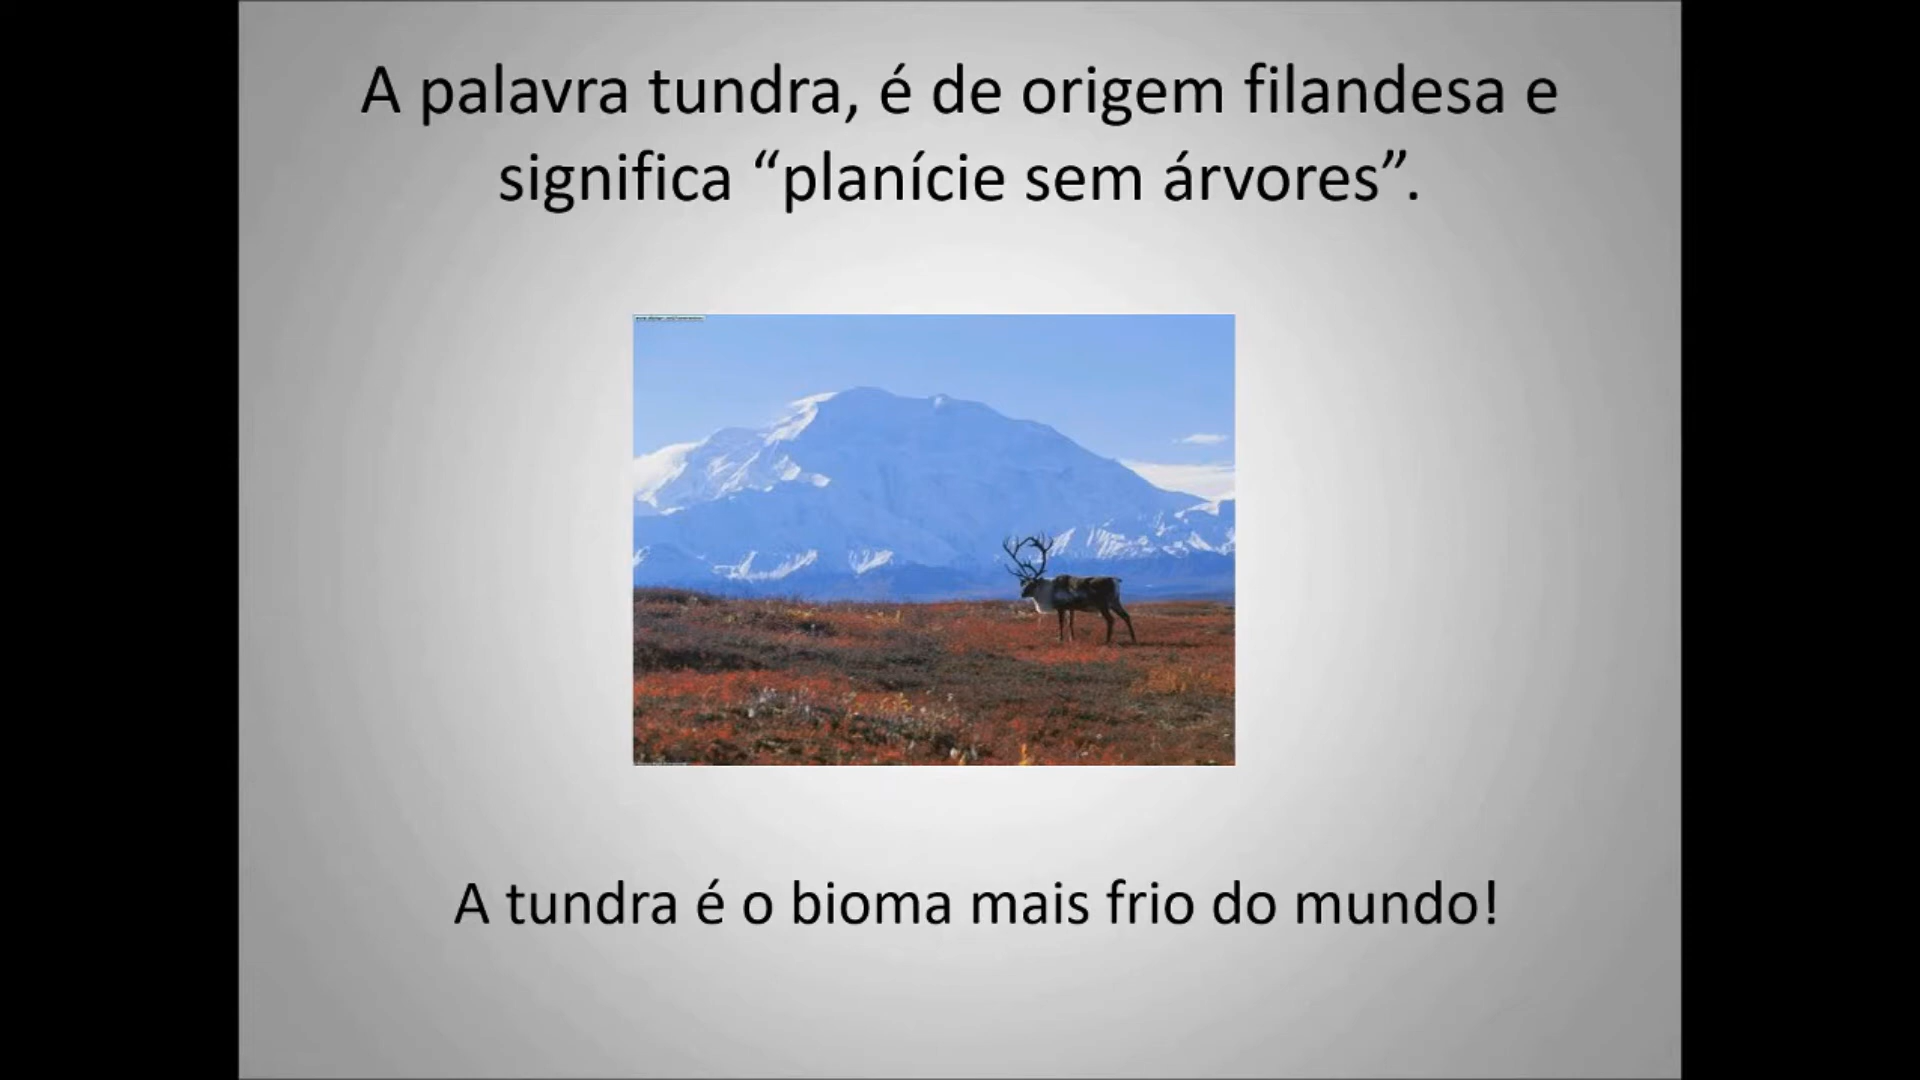 A palavra tundra, é de origem filandesa e
significa “planície sem árvores”.
A tundra é o bioma mais frio do mundo!